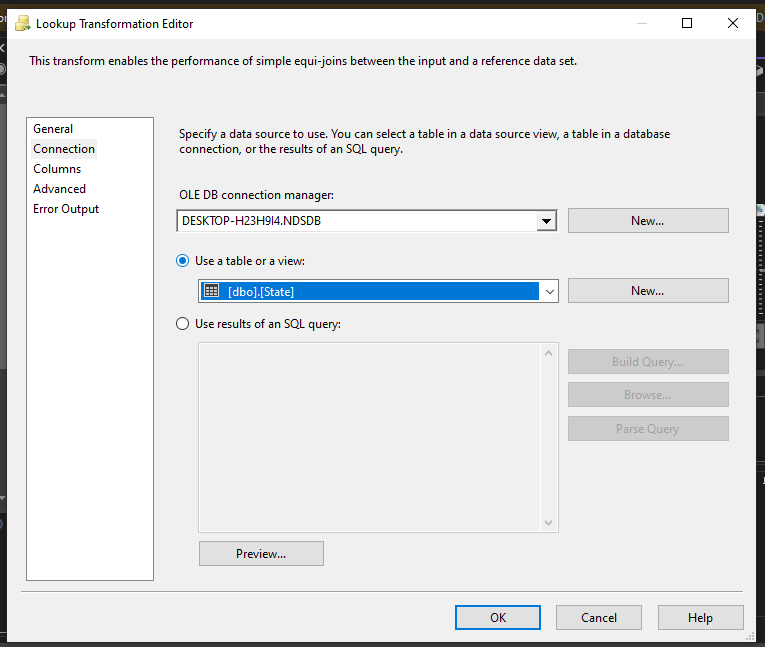 Lookup Transformation Editor
This transform enables the performance of simple equi-joins between the input and a reference data set.
General
Connection
Columns
Advanced
Error Output
Specify a data source to use. You can select a table in a data source view, a table in a database
connection, or the results of an SQL query.
OLE DB connection manager:
DESKTOP-H23H9I4.NDSDB
New...
Use a table or a view:
[dbo].[State]
New...
Use results of an SQL query:
Build Query...
Browse...
Parse Query
Preview...
OK
Cancel
Help